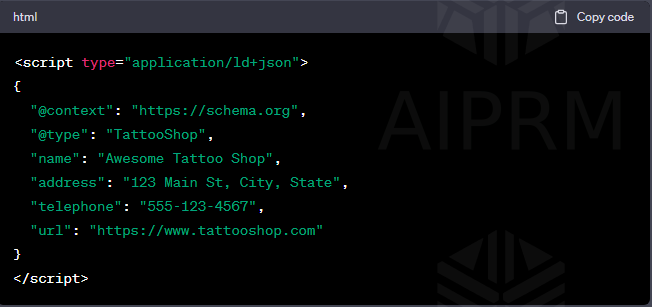 html
Copy code
<script type="application/ld+json">
{
  "@context": "https://schema.org",
  "@type": "TattooShop",
  "name": "Awesome Tattoo Shop",
  "address": "123 Main St, City, State",
  "telephone": "555-123-4567",
  "url": "https://www.tattooshop.com"
}
</script>
AIPRM